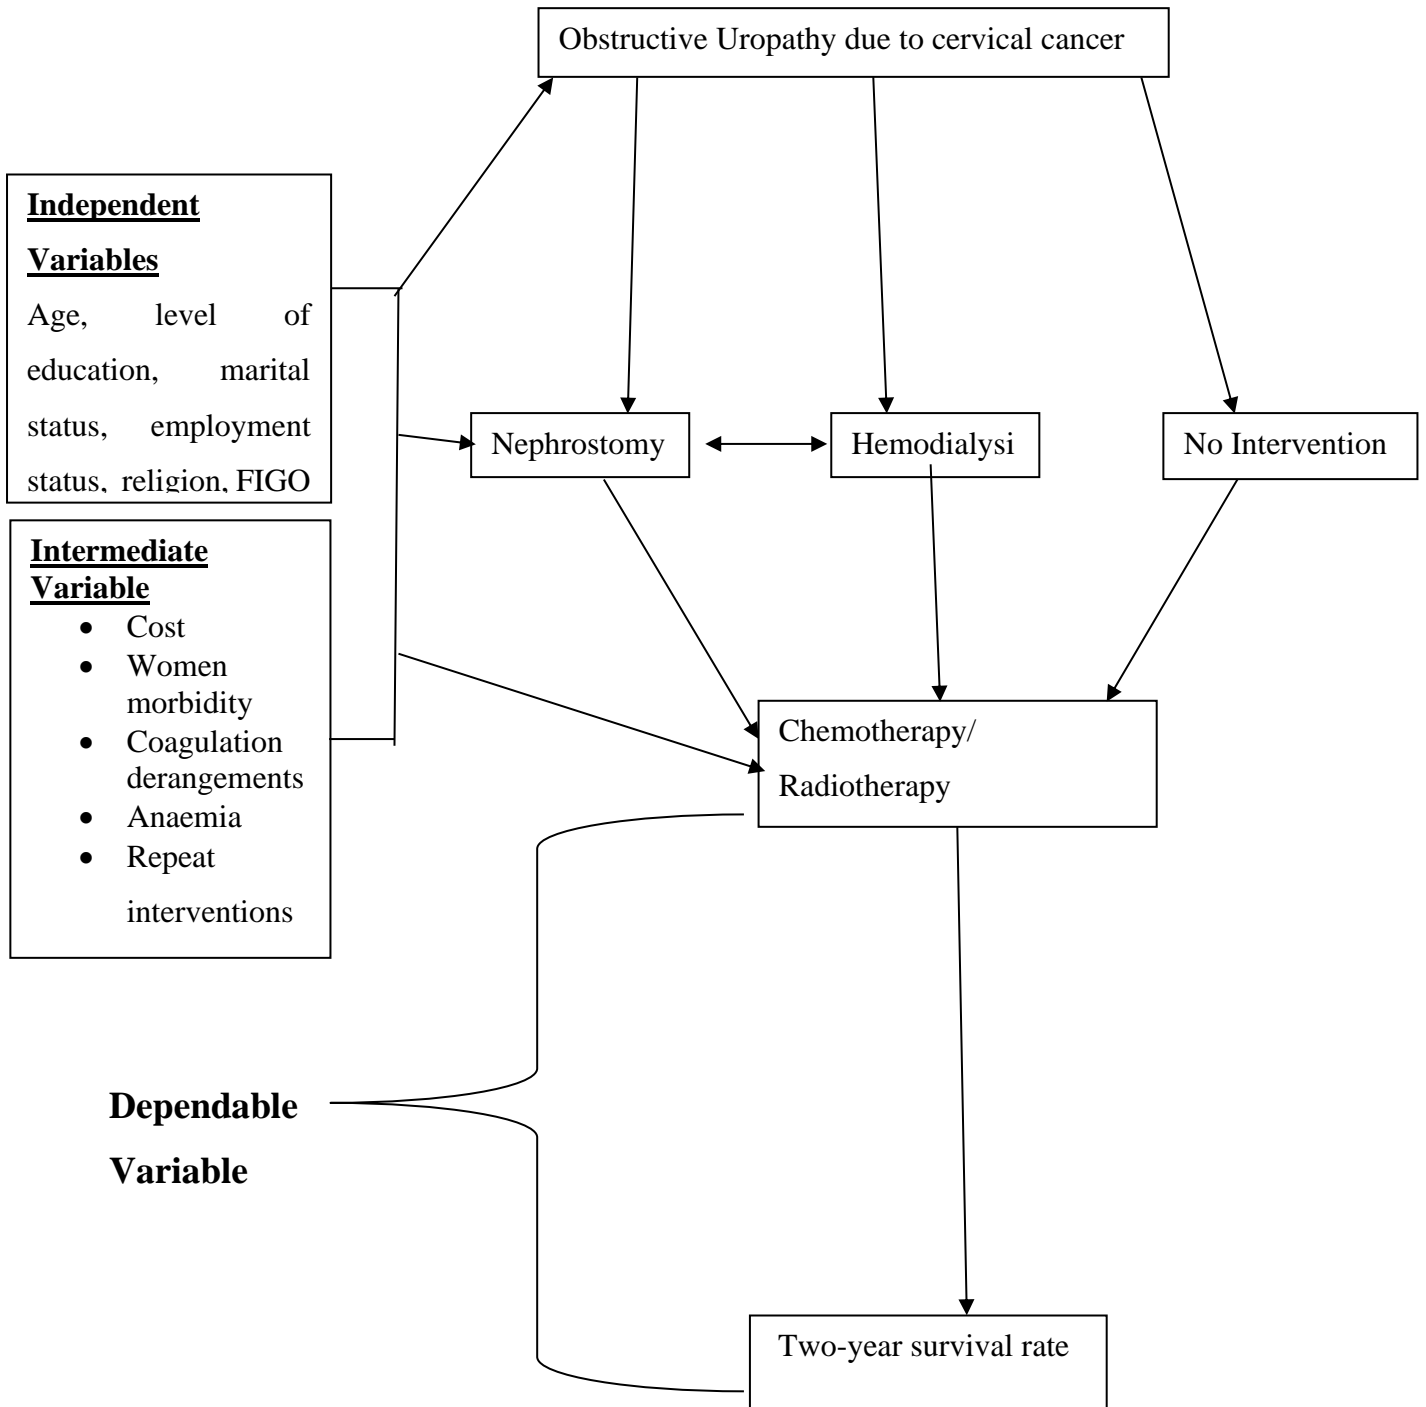 Obstructive Uropathy due to cervical cancer
Independent
Variables
Age, level of
education, marital
status, employment
status, religion, FIGO
Nephrostomy
Hemodialysi
No Intervention
Intermediate
Variable
• Cost
• Women
morbidity
• Coagulation
derangements
• Anaemia
• Repeat
interventions
Chemotherapy/
Radiotherapy
Dependable
Variable
Two-year survival rate